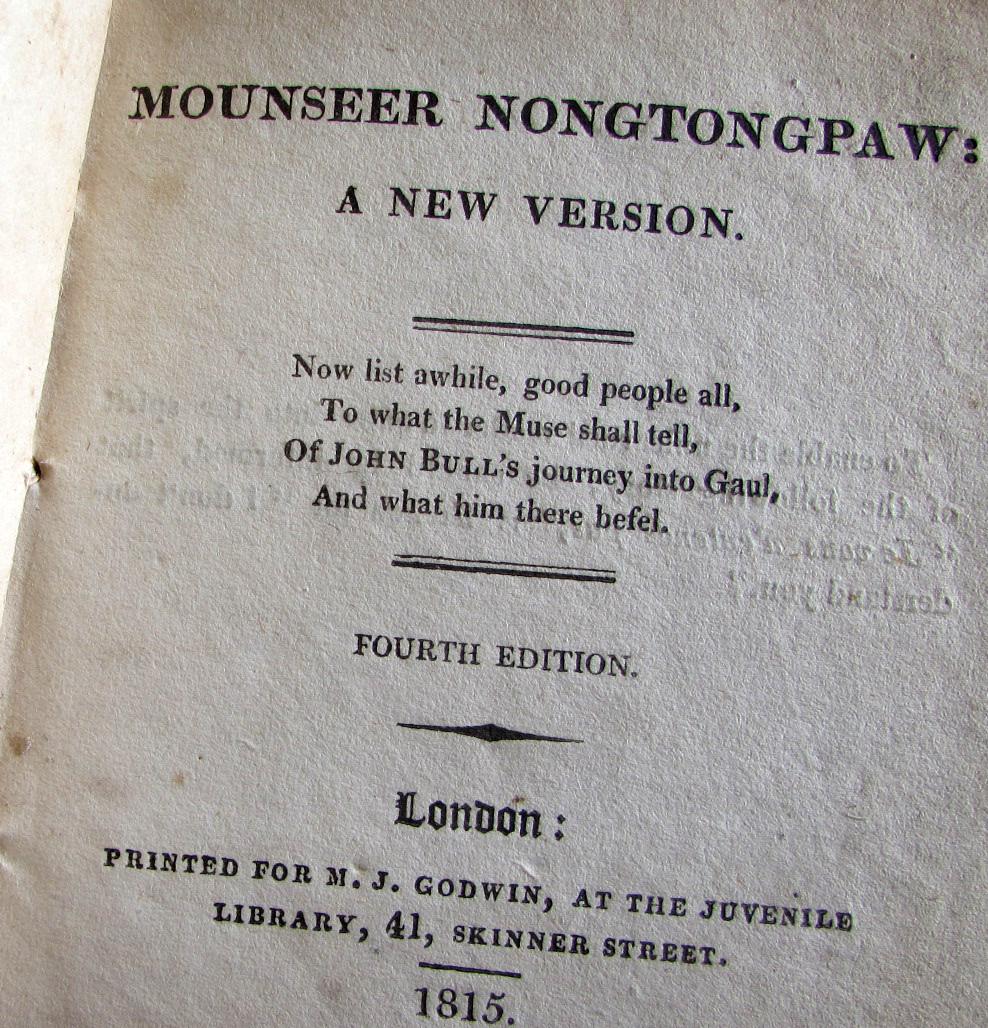 MOUNSEER NONGTONGPAW:
A NEW VERSION.
Now list awhile, good people all,
To what the Muse shall tell,
Of JOHN BULL'S journey into Gaul,
And what him there befel.
FOURTH EDITION.
London:
PRINTED FOR M. J. GODWIN, AT THE JUVENILE
LIBRARY, 41, SKINNER STREET.
1815.